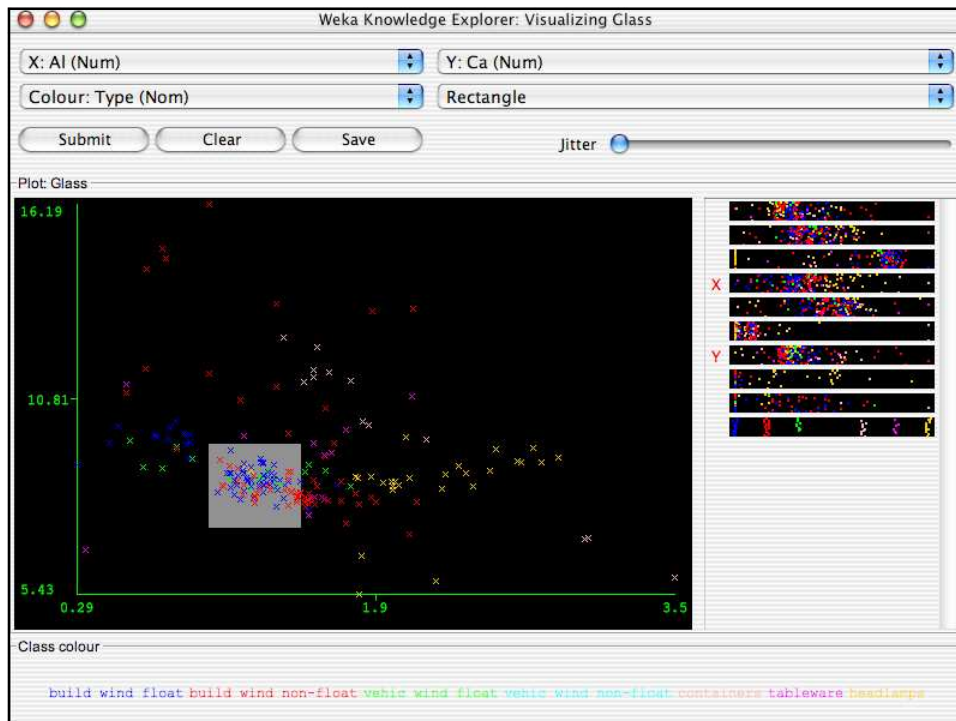 Weka Knowledge Explorer: Visualizing Glass
X: Al (Num) Y: Ca (Num)
Colour: Type (Nom) Rectangle
Submit Clear Save Jitter
Plot: Glass
16.19
X
Y
10.81
5.43
0.29 1.9 3.5
Class colour
build wind float build wind non-float vehic wind float vehic wind non-float containers tableware headlamps